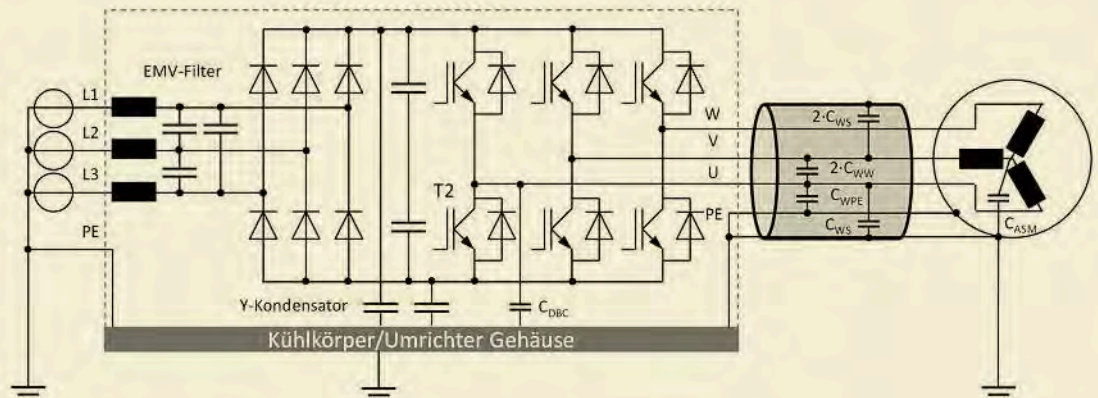 EMV-Filter
L1
L2
L3
PE
T2
W
V
U
PE
2·C_WS
2·C_WW
C_WPE
C_WS
C_ASM
Y-Kondensator
C_DBC
Kühlkörper/Umrichter Gehäuse